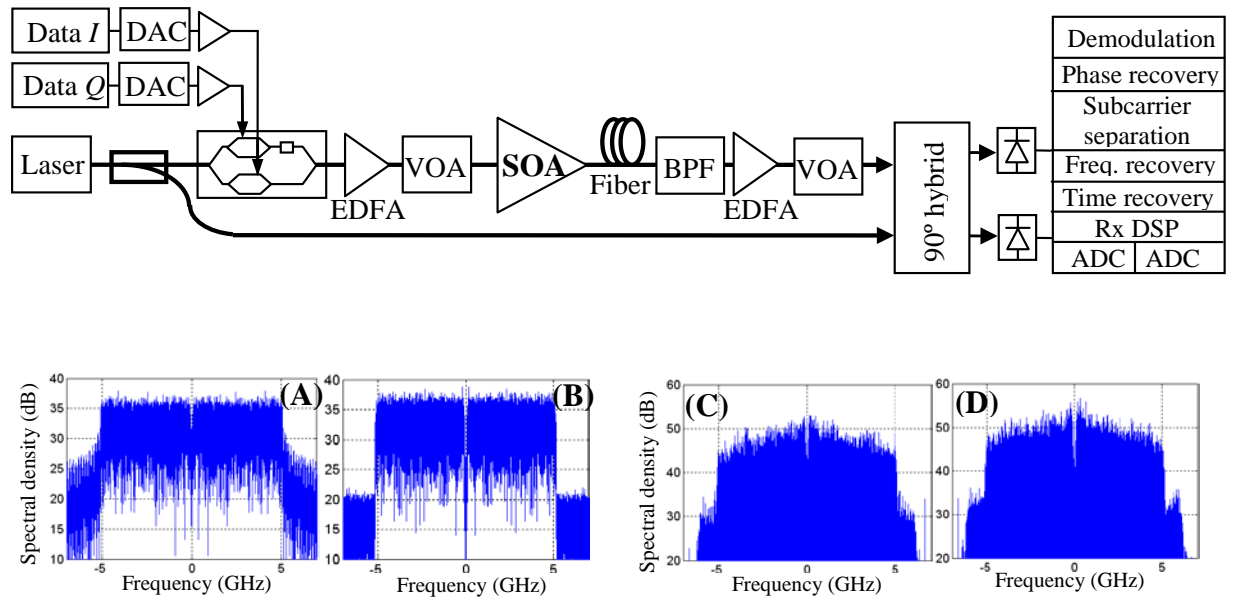 Data I
DAC
Data Q
DAC
Laser
EDFA
VOA
SOA
Fiber
BPF
EDFA
VOA
90º hybrid
Demodulation
Phase recovery
Subcarrier
separation
Freq. recovery
Time recovery
Rx DSP
ADC ADC
(A)
Spectral density (dB)
40
35
30
25
20
15
10
-5 0 5
Frequency (GHz)
(B)
40
35
30
25
20
15
10
-5 0 5
Frequency (GHz)
(C)
Spectral density (dB)
60
50
40
30
20
-5 0 5
Frequency (GHz)
(D)
60
50
40
30
20
-5 0 5
Frequency (GHz)